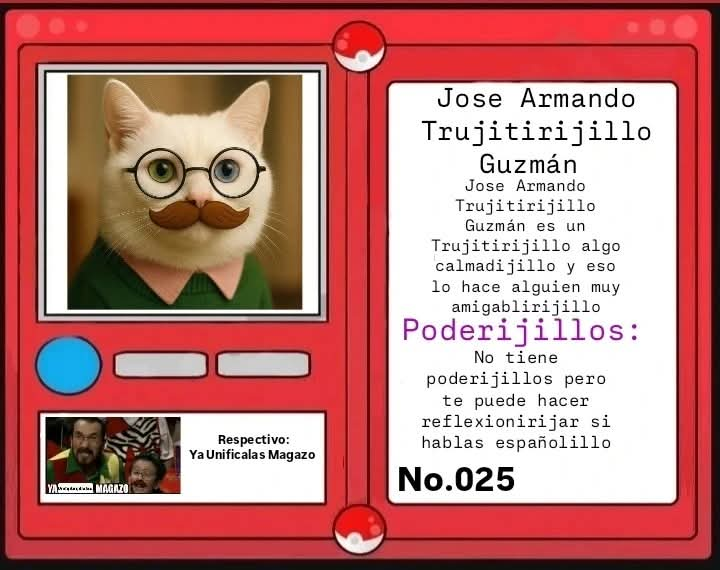 Jose Armando
Trujitirijillo
Guzmán
Jose Armando
Trujitirijillo
Guzmán es un
Trujitirijillo algo
calmadijillo y eso
lo hace alguien muy
amigablirijillo
Poderijillos:
No tiene
poderijillos pero
te puede hacer
reflexionirijar si
hablas españolillo
No.025
Respectivo:
Ya Unificalas Magazo
YA
MAGAZO